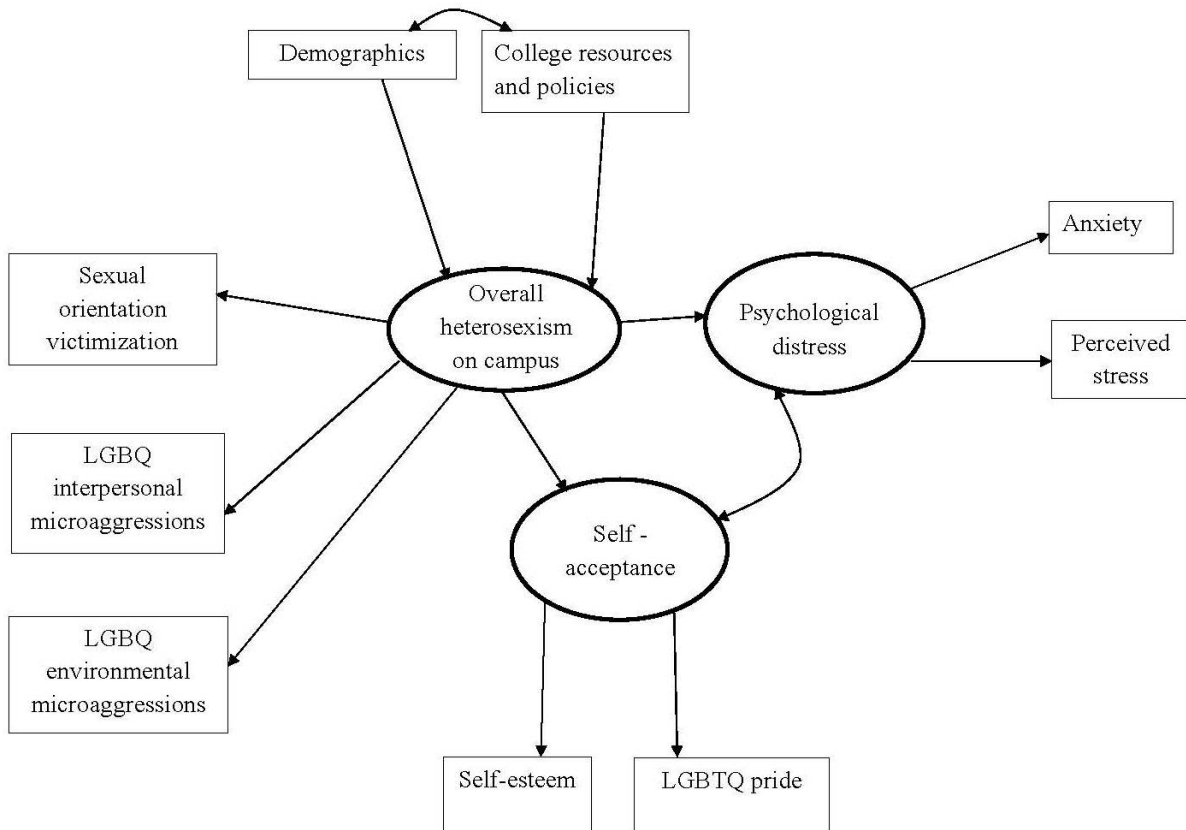 Demographics
College resources
and policies
Anxiety
Sexual
orientation
victimization
Overall
heterosexism
on campus
Psychological
distress
Perceived
stress
LGBQ
interpersonal
microaggressions
Self -
acceptance
LGBQ
environmental
microaggressions
Self-esteem
LGBTQ pride